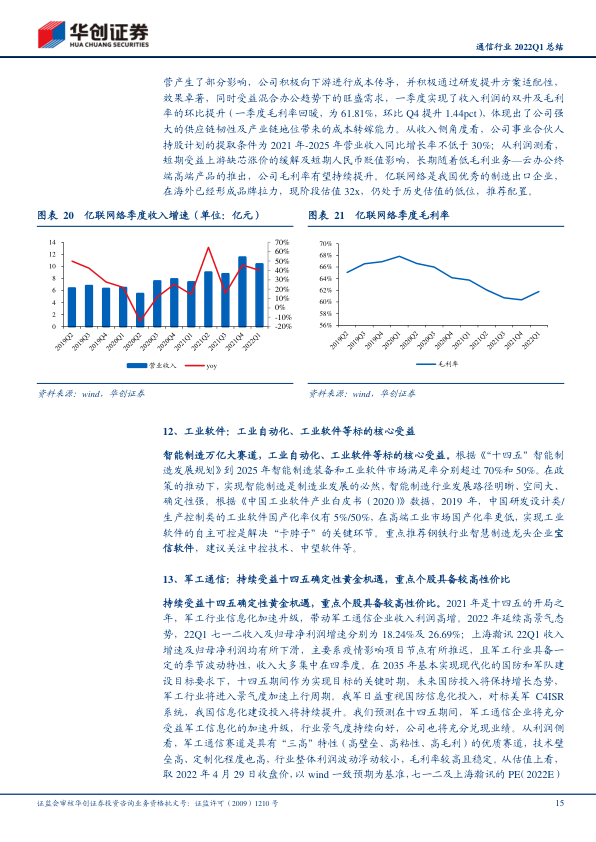 华创证券
HUA CHUANG SECURITIES
通信行业 2022Q1 总结
营产生了部分影响，公司积极向下游进行成本传导，并积极通过研发提升方案适配性，
效果卓著，同时受益混合办公趋势下的旺盛需求，一季度实现了收入利润的双升及毛利
率的环比提升（一季度毛利率回暖，为 61.81%，环比 Q4 提升 1.44pct），体现出了公司强
大的供应链韧性及产业链地位带来的成本转嫁能力。从收入侧角度看，公司事业合伙人
持股计划的提取条件为 2021 年-2025 年营业收入同比增长率不低于 30%；从利润测看，
短期受益上游缺芯涨价的缓解及短期人民币贬值影响，长期随着低毛利业务—云办公终
端高端产品的推出，公司毛利率有望持续提升。亿联网络是我国优秀的制造出口企业，
在海外已经形成品牌拉力，现阶段估值 32x，仍处于历史估值的低位，推荐配置。
图表 20 亿联网络季度收入增速（单位：亿元）
14
12
10
8
6
4
2
0
70%
60%
50%
40%
30%
20%
10%
0%
-10%
-20%
2019Q2
2019Q3
2019Q4
2020Q1
2020Q2
2020Q3
2020Q4
2021Q1
2021Q2
2021Q3
2021Q4
2022Q1
营业收入
yoy
资料来源：wind，华创证券
图表 21 亿联网络季度毛利率
70%
68%
66%
64%
62%
60%
58%
56%
2019Q2
2019Q3
2019Q4
2020Q1
2020Q2
2020Q3
2020Q4
2021Q1
2021Q2
2021Q3
2021Q4
2022Q1
毛利率
资料来源：wind，华创证券
12、工业软件：工业自动化、工业软件等标的核心受益
智能制造万亿大赛道，工业自动化、工业软件等标的核心受益。根据《“十四五”智能制
造发展规划》到 2025 年智能制造装备和工业软件市场满足率分别超过 70%和 50%。在政
策的推动下，实现智能制造是制造业发展的必然，智能制造行业发展路径明晰，空间大、
确定性强。根据《中国工业软件产业白皮书（2020）》数据，2019 年，中国研发设计类/
生产控制类的工业软件国产化率仅有 5%/50%，在高端工业市场国产化率更低，实现工业
软件的自主可控是解决“卡脖子”的关键环节。重点推荐钢铁行业智慧制造龙头企业宝
信软件，建议关注中控技术、中望软件等。
13、军工通信：持续受益十四五确定性黄金机遇，重点个股具备较高性价比
持续受益十四五确定性黄金机遇，重点个股具备较高性价比。2021 年是十四五的开局之
年，军工行业信息化加速升级，带动军工通信企业收入利润高增。2022 年延续高景气态
势，22Q1 七一二收入及归母净利润增速分别为 18.24%及 26.69%；上海瀚讯 22Q1 收入
增速及归母净利润均有所下滑，主要系疫情影响项目节点有所推迟，且军工行业具备一
定的季节波动特性，收入大多集中在四季度。在 2035 年基本实现现代化的国防和军队建
设目标要求下，十四五期间作为实现目标的关键时期，未来国防投入将保持增长态势，
军工行业将进入景气度加速上行周期。我军日益重视国防信息化投入，对标美军 C4ISR
系统，我国信息化建设投入将持续提升。我们预测在十四五期间，军工通信企业将充分
受益军工信息化的加速升级，行业景气度持续向好，公司也将充分兑现业绩。从利润侧
看，军工通信赛道是具有“三高”特性（高壁垒、高粘性、高毛利）的优质赛道，技术壁
垒高，定制化程度也高，行业整体利润波动浮动较小，毛利率较高且稳定。从估值上看，
取 2022 年 4 月 29 日收盘价，以 wind 一致预期为基准，七一二及上海瀚讯的 PE(2022E)
证监会审核华创证券投资咨询业务资格批文号：证监许可（2009）1210 号
15